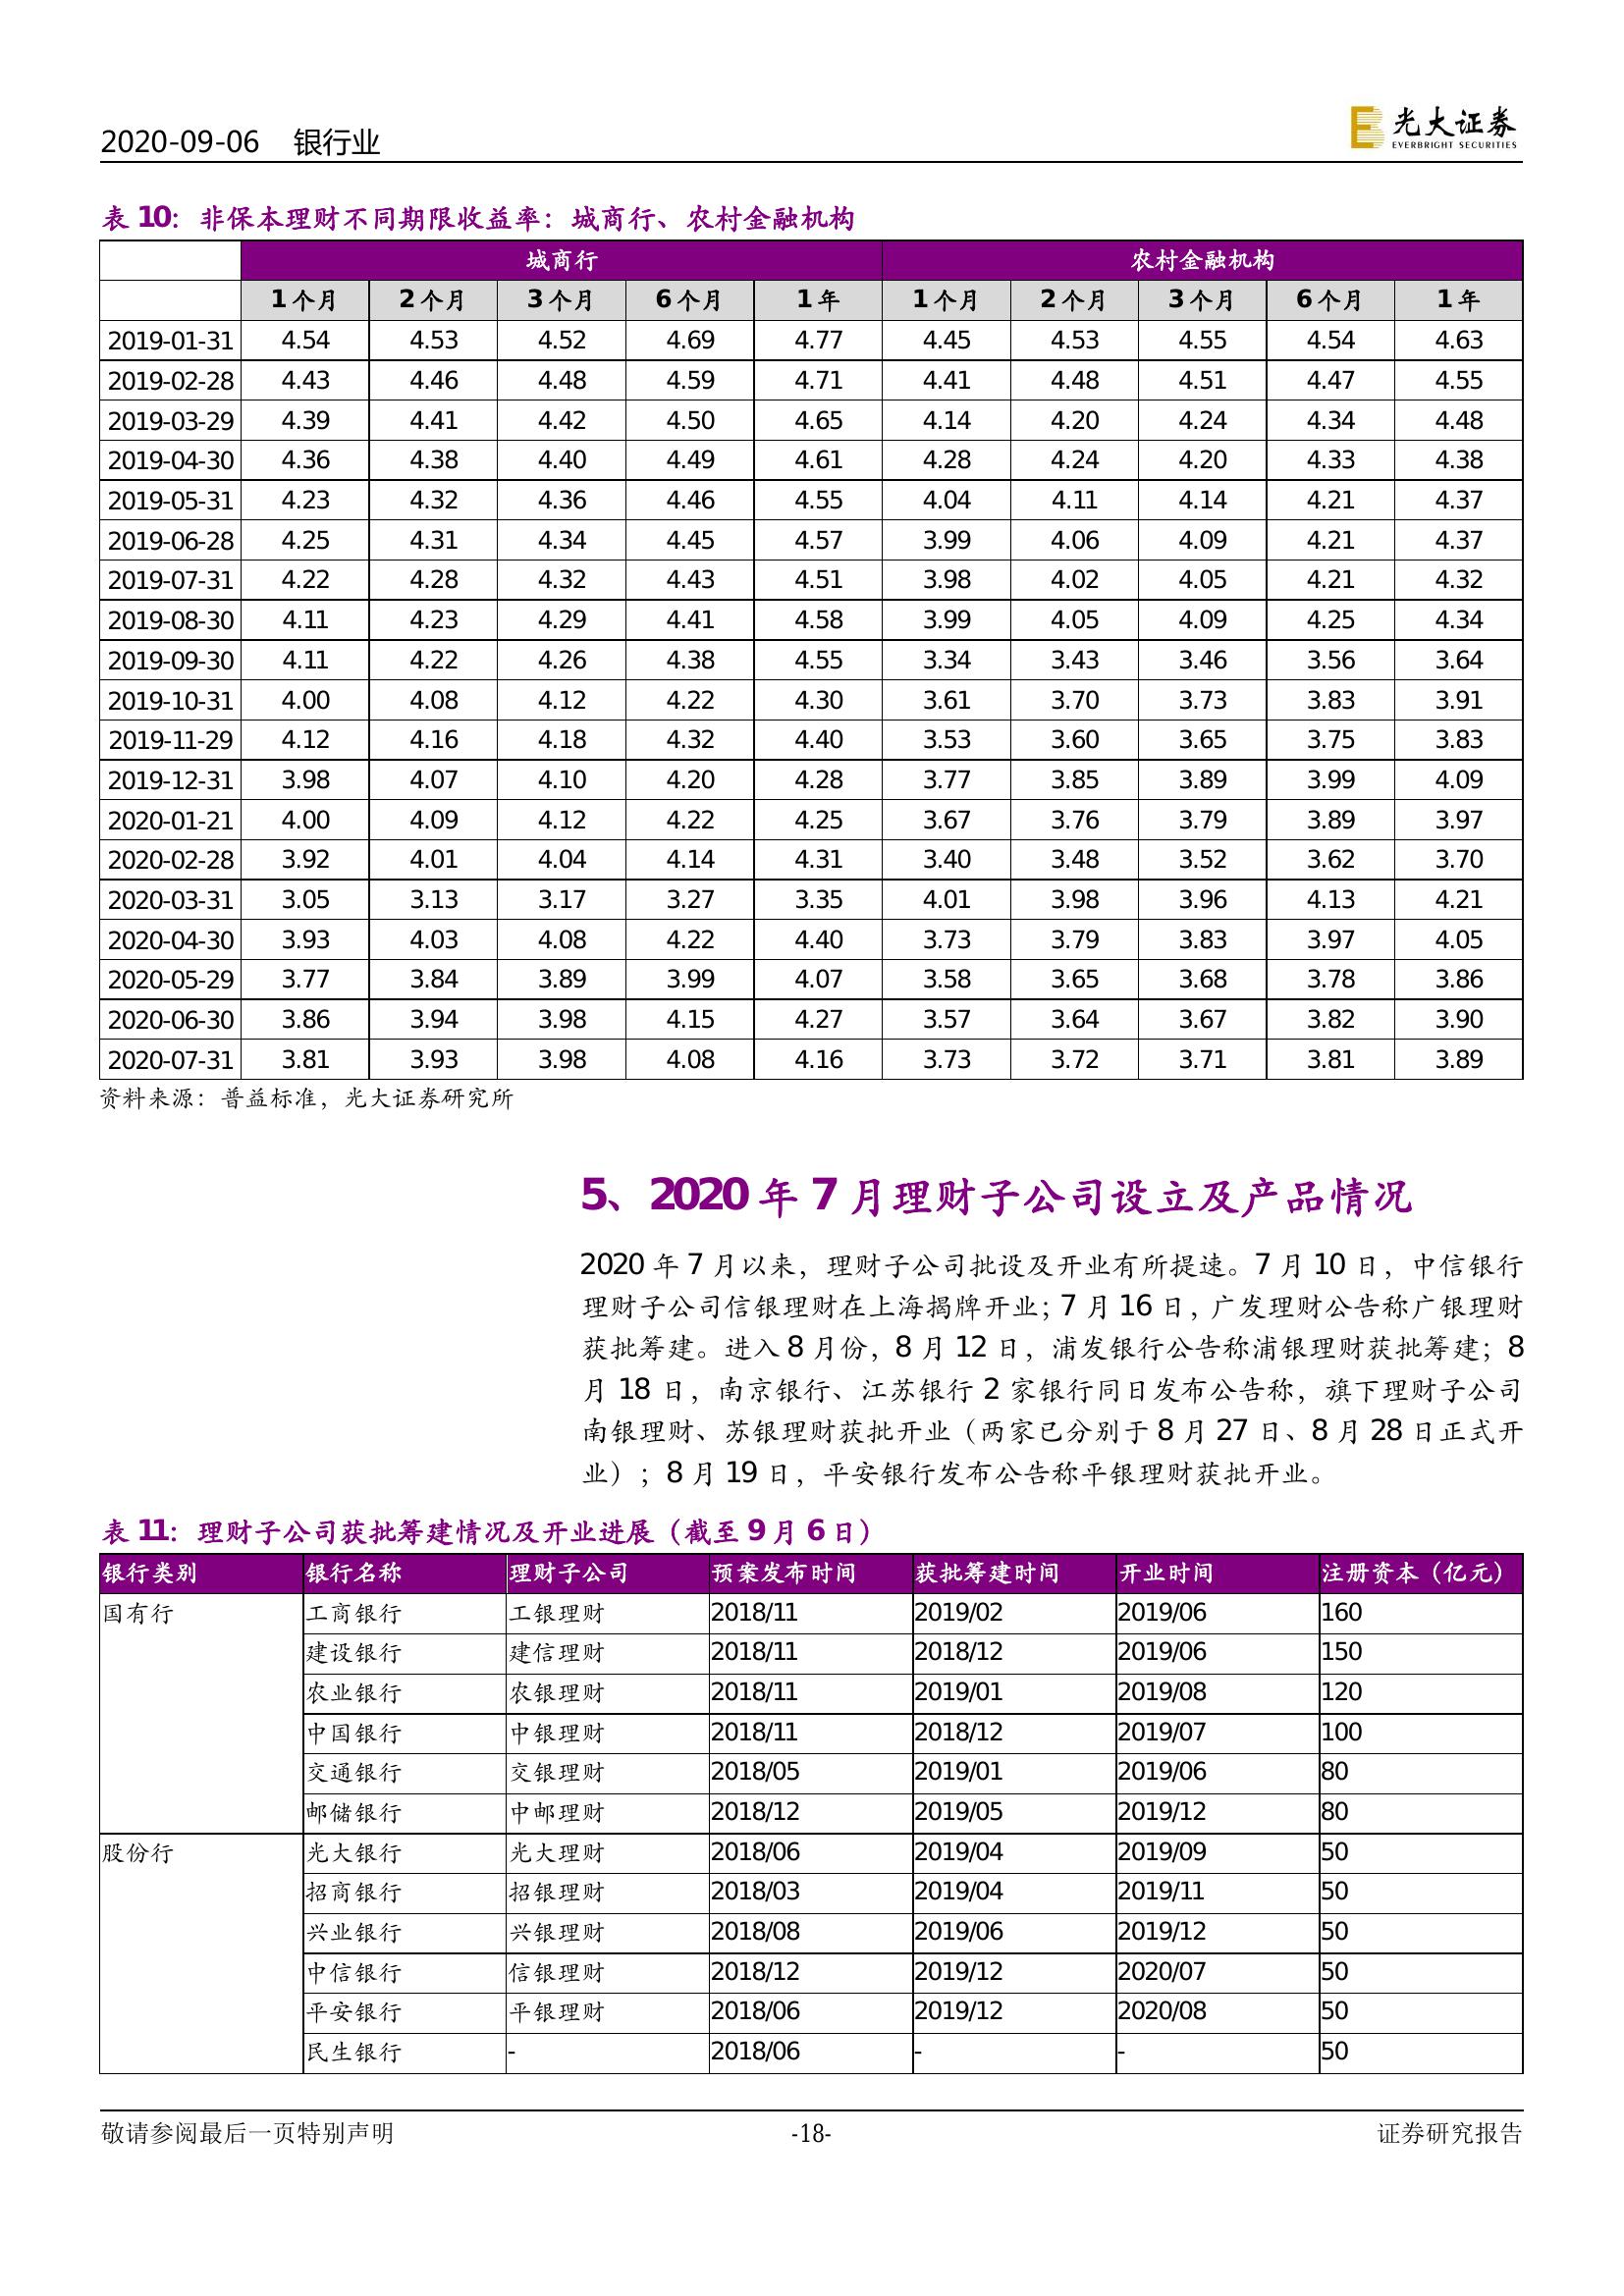 2020-09-06 银行业
光大证券
EVERBRIGHT SECURITIES
表 10：非保本理财不同期限收益率：城商行、农村金融机构
城商行 农村金融机构
1 个月 2 个月 3 个月 6 个月 1 年 1 个月 2 个月 3 个月 6 个月 1 年
2019-01-31 4.54 4.53 4.52 4.69 4.77 4.45 4.53 4.55 4.54 4.63
2019-02-28 4.43 4.46 4.48 4.59 4.71 4.41 4.48 4.51 4.47 4.55
2019-03-29 4.39 4.41 4.42 4.50 4.65 4.14 4.20 4.24 4.34 4.48
2019-04-30 4.36 4.38 4.40 4.49 4.61 4.28 4.24 4.20 4.33 4.38
2019-05-31 4.23 4.32 4.36 4.46 4.55 4.04 4.11 4.14 4.21 4.37
2019-06-28 4.25 4.31 4.34 4.45 4.57 3.99 4.06 4.09 4.21 4.37
2019-07-31 4.22 4.28 4.32 4.43 4.51 3.98 4.02 4.05 4.21 4.32
2019-08-30 4.11 4.23 4.29 4.41 4.58 3.99 4.05 4.09 4.25 4.34
2019-09-30 4.11 4.22 4.26 4.38 4.55 3.34 3.43 3.46 3.56 3.64
2019-10-31 4.00 4.08 4.12 4.22 4.30 3.61 3.70 3.73 3.83 3.91
2019-11-29 4.12 4.16 4.18 4.32 4.40 3.53 3.60 3.65 3.75 3.83
2019-12-31 3.98 4.07 4.10 4.20 4.28 3.77 3.85 3.89 3.99 4.09
2020-01-21 4.00 4.09 4.12 4.22 4.25 3.67 3.76 3.79 3.89 3.97
2020-02-28 3.92 4.01 4.04 4.14 4.31 3.40 3.48 3.52 3.62 3.70
2020-03-31 3.05 3.13 3.17 3.27 3.35 4.01 3.98 3.96 4.13 4.21
2020-04-30 3.93 4.03 4.08 4.22 4.40 3.73 3.79 3.83 3.97 4.05
2020-05-29 3.77 3.84 3.89 3.99 4.07 3.58 3.65 3.68 3.78 3.86
2020-06-30 3.86 3.94 3.98 4.15 4.27 3.57 3.64 3.67 3.82 3.90
2020-07-31 3.81 3.93 3.98 4.08 4.16 3.73 3.72 3.71 3.81 3.89
资料来源：普益标准，光大证券研究所
5、2020 年 7 月理财子公司设立及产品情况
2020 年 7 月以来，理财子公司批设及开业有所提速。7 月 10 日，中信银行
理财子公司信银理财在上海揭牌开业；7 月 16 日，广发理财公告称广银理财
获批筹建。进入 8 月份，8 月 12 日，浦发银行公告称浦银理财获批筹建；8
月 18 日，南京银行、江苏银行 2 家银行同日发布公告称，旗下理财子公司
南银理财、苏银理财获批开业（两家已分别于 8 月 27 日、8 月 28 日正式开
业）；8 月 19 日，平安银行发布公告称平银理财获批开业。
表 11：理财子公司获批筹建情况及开业进展（截至 9 月 6 日）
银行类别 银行名称 理财子公司 预案发布时间 获批筹建时间 开业时间 注册资本（亿元）
国有行 工商银行 工银理财 2018/11 2019/02 2019/06 160
建设银行 建信理财 2018/11 2018/12 2019/06 150
农业银行 农银理财 2018/11 2019/01 2019/08 120
中国银行 中银理财 2018/11 2018/12 2019/07 100
交通银行 交银理财 2018/05 2019/01 2019/06 80
邮储银行 中邮理财 2018/12 2019/05 2019/12 80
股份行 光大银行 光大理财 2018/06 2019/04 2019/09 50
招商银行 招银理财 2018/03 2019/04 2019/11 50
兴业银行 兴银理财 2018/08 2019/06 2019/12 50
中信银行 信银理财 2018/12 2019/12 2020/07 50
平安银行 平银理财 2018/06 2019/12 2020/08 50
民生银行 - 2018/06 - - 50
敬请参阅最后一页特别声明 -18- 证券研究报告